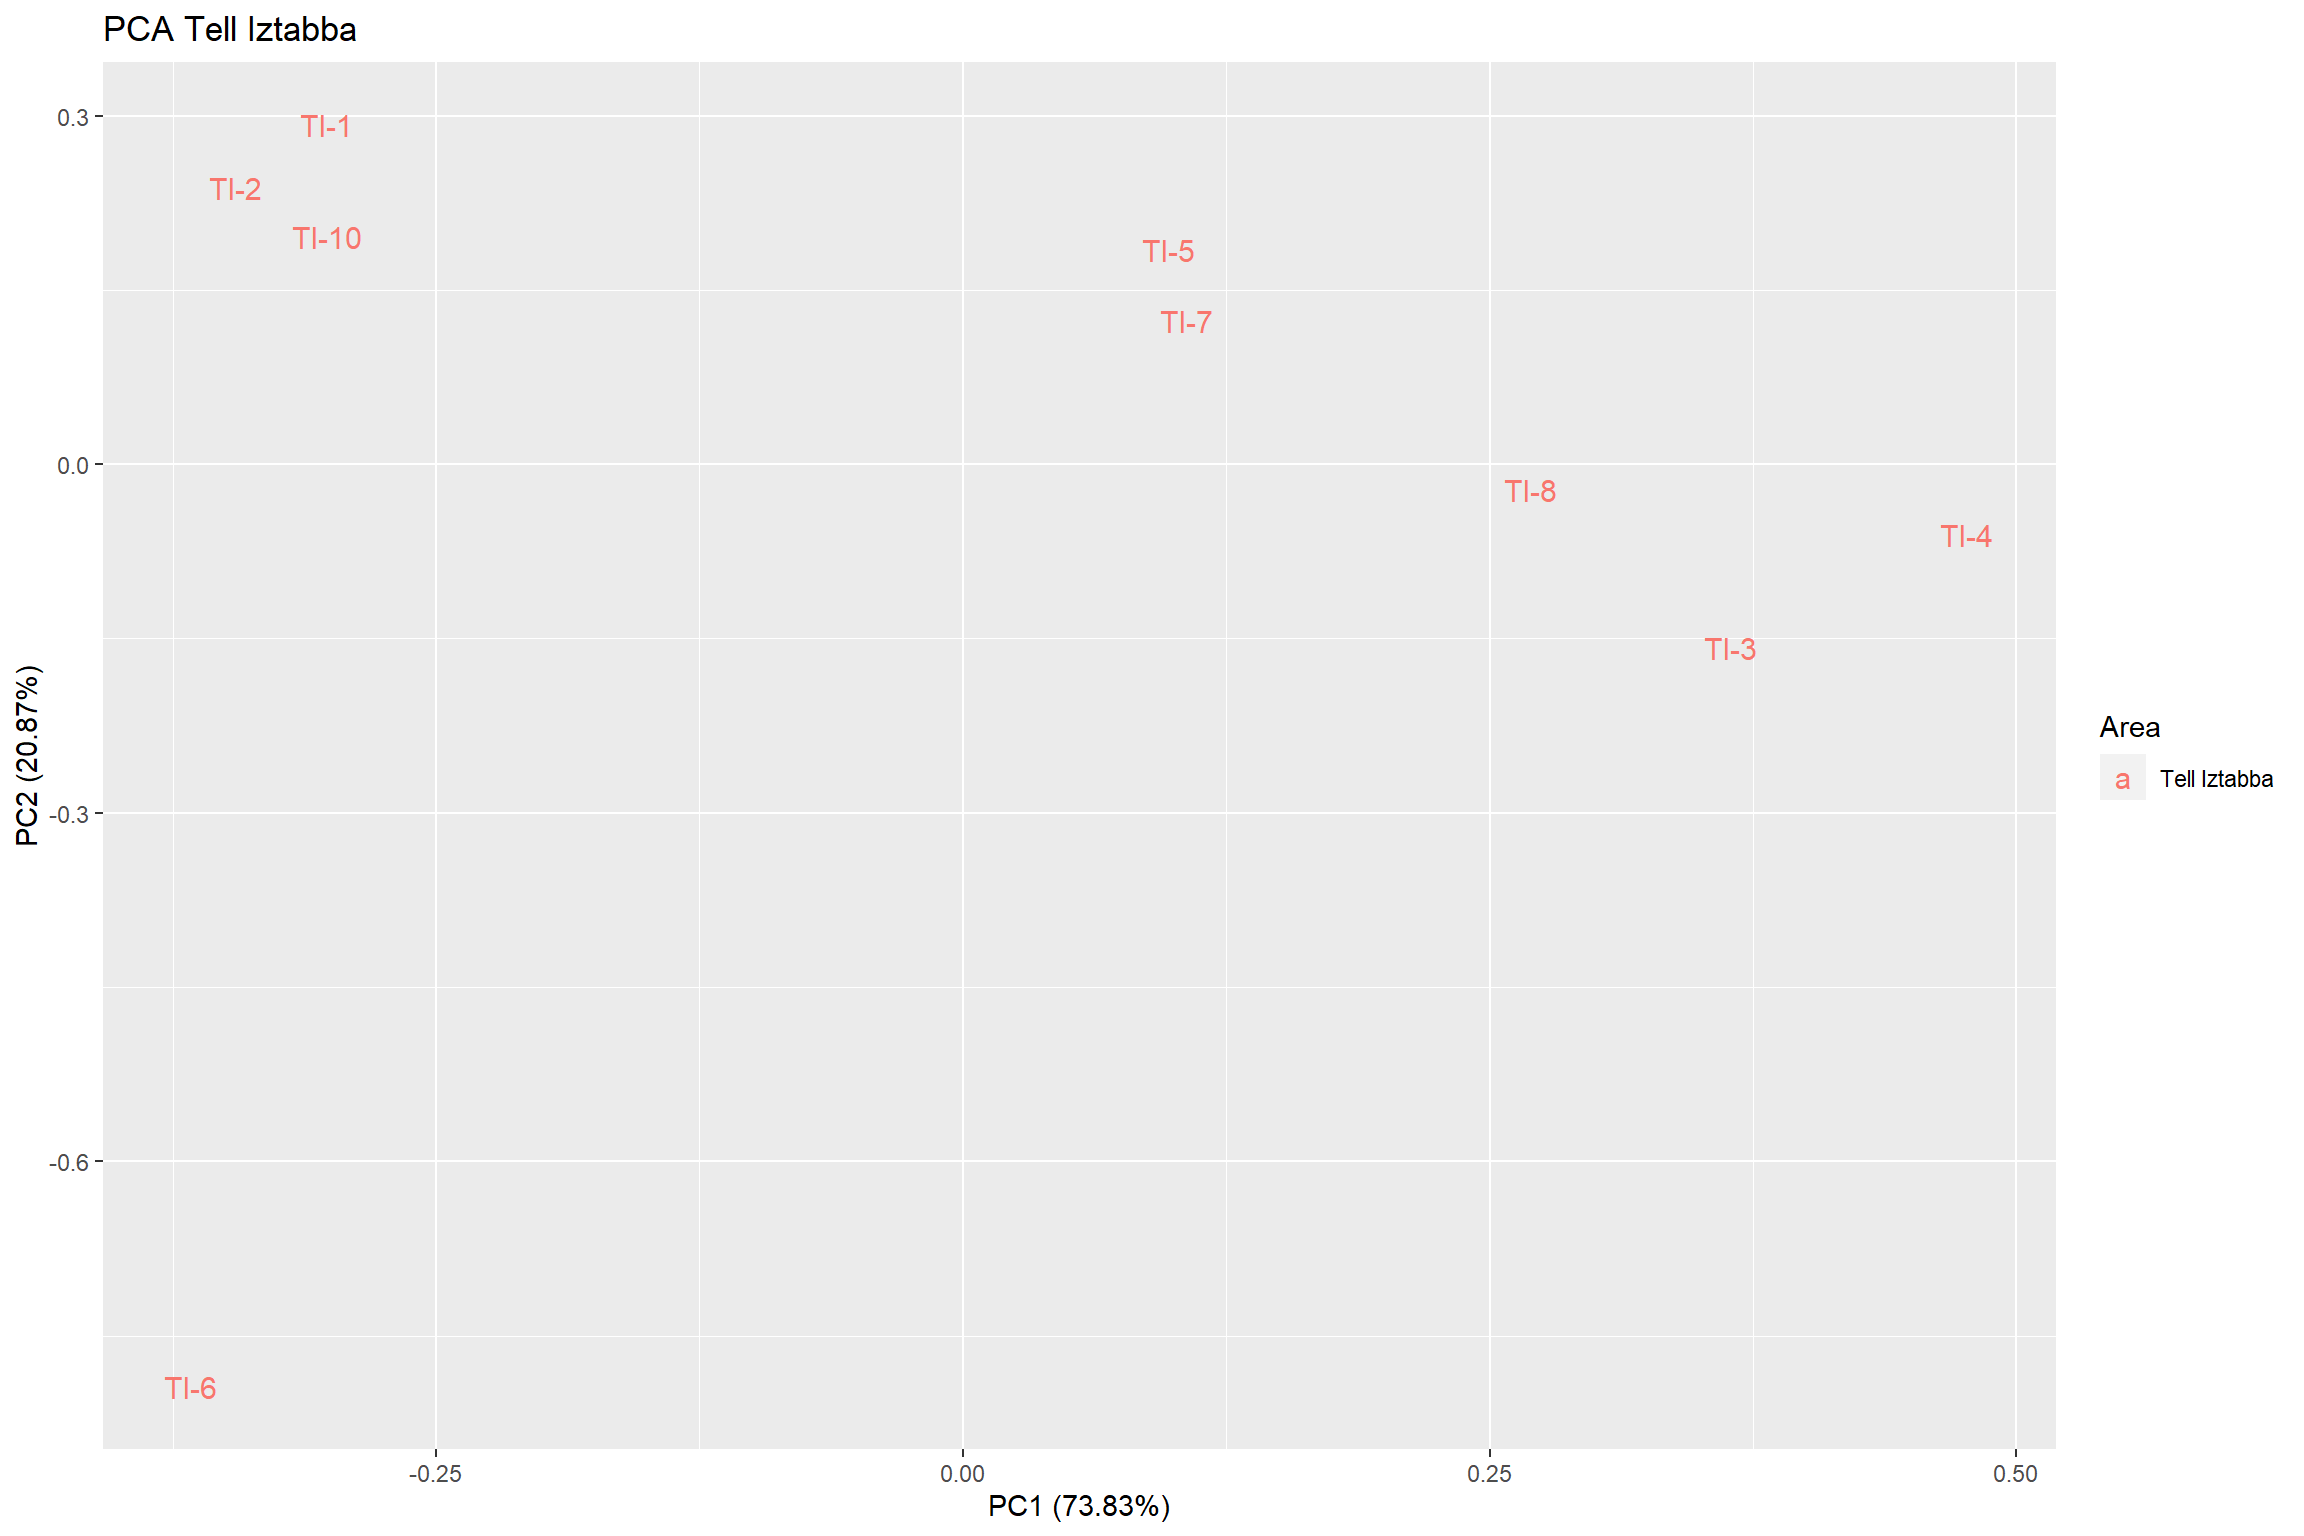 PCA Tell Iztabba
0.3
0.0
-0.3
-0.6
PC2 (20.87%)
TI-1
TI-2
TI-10
TI-5
TI-7
TI-8
TI-4
TI-3
TI-6
-0.25
0.00
0.25
0.50
PC1 (73.83%)
Area
a Tell Iztabba